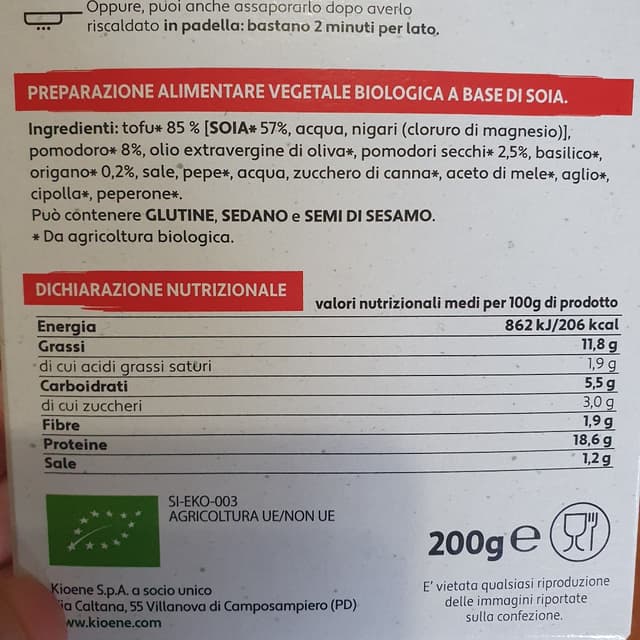 Oppure, puoi anche assaporarlo dopo averlo
riscaldato in padella: bastano 2 minuti per lato.
PREPARAZIONE ALIMENTARE VEGETALE BIOLOGICA A BASE DI SOIA.
Ingredienti: tofu* 85 % [SOIA* 57%, acqua, nigari (cloruro di magnesio)],
pomodoro* 8%, olio extravergine di oliva*, pomodori secchi* 2,5%, basilico*,
origano* 0,2%, sale, pepe*, acqua, zucchero di canna*, aceto di mele*, aglio*,
cipolla*, peperone*.
Può contenere GLUTINE, SEDANO e SEMI DI SESAMO.
* Da agricoltura biologica.
DICHIARAZIONE NUTRIZIONALE
valori nutrizionali medi per 100g di prodotto
Energia 862 kJ/206 kcal
Grassi 11,8 g
di cui acidi grassi saturi 1,9 g
Carboidrati 5,5 g
di cui zuccheri 3,0 g
Fibre 1,9 g
Proteine 18,6 g
Sale 1,2 g
SI-EKO-003
AGRICOLTURA UE/NON UE
200g e
Kioene S.p.A. a socio unico
Via Caltana, 55 Villanova di Camposampiero (PD)
www.kioene.com
E' vietata qualsiasi riproduzione
delle immagini riportate
sulla confezione.